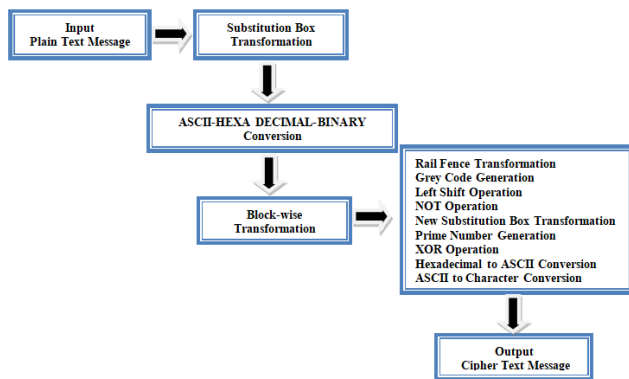 Input
Plain Text Message
Substitution Box
Transformation
ASCII-HEXA DECIMAL-BINARY
Conversion
Block-wise
Transformation
Rail Fence Transformation
Grey Code Generation
Left Shift Operation
NOT Operation
New Substitution Box Transformation
Prime Number Generation
XOR Operation
Hexadecimal to ASCII Conversion
ASCII to Character Conversion
Output
Cipher Text Message